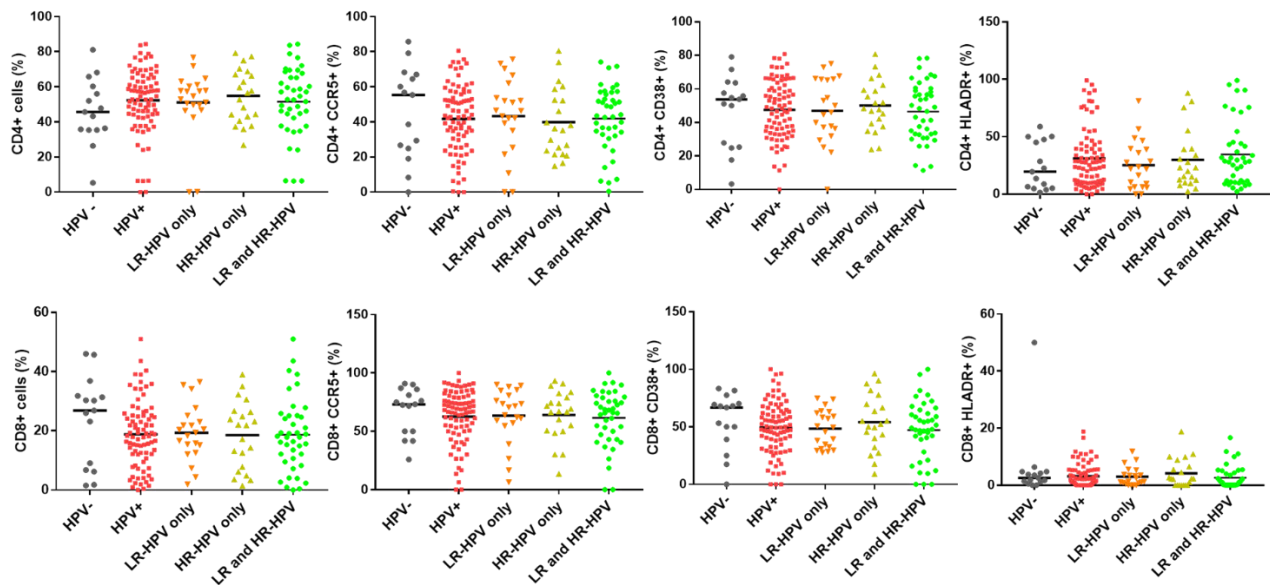 CD4+ cells (%)
100
80
60
40
20
0
HPV -
HPV+
LR-HPV only
HR-HPV only
LR and HR-HPV
CD4+ CCR5+ (%)
100
80
60
40
20
0
HPV-
HPV+
LR-HPV only
HR-HPV only
LR and HR-HPV
CD4+ CD38+ (%)
100
80
60
40
20
0
HPV-
HPV+
LR-HPV only
HR-HPV only
LR and HR-HPV
CD4+ HLADR+ (%)
150
100
50
0
HPV-
HPV+
LR-HPV only
HR-HPV only
LR and HR-HPV
CD8+ cells (%)
60
40
20
0
HPV-
HPV+
LR-HPV only
HR-HPV only
LR and HR-HPV
CD8+ CCR5+ (%)
150
100
50
0
HPV-
HPV+
LR-HPV only
HR-HPV only
LR and HR-HPV
CD8+ CD38+ (%)
150
100
50
0
HPV-
HPV+
LR-HPV only
HR-HPV only
LR and HR-HPV
CD8+ HLADR+ (%)
60
40
20
0
HPV-
HPV+
LR-HPV only
HR-HPV only
LR and HR-HPV